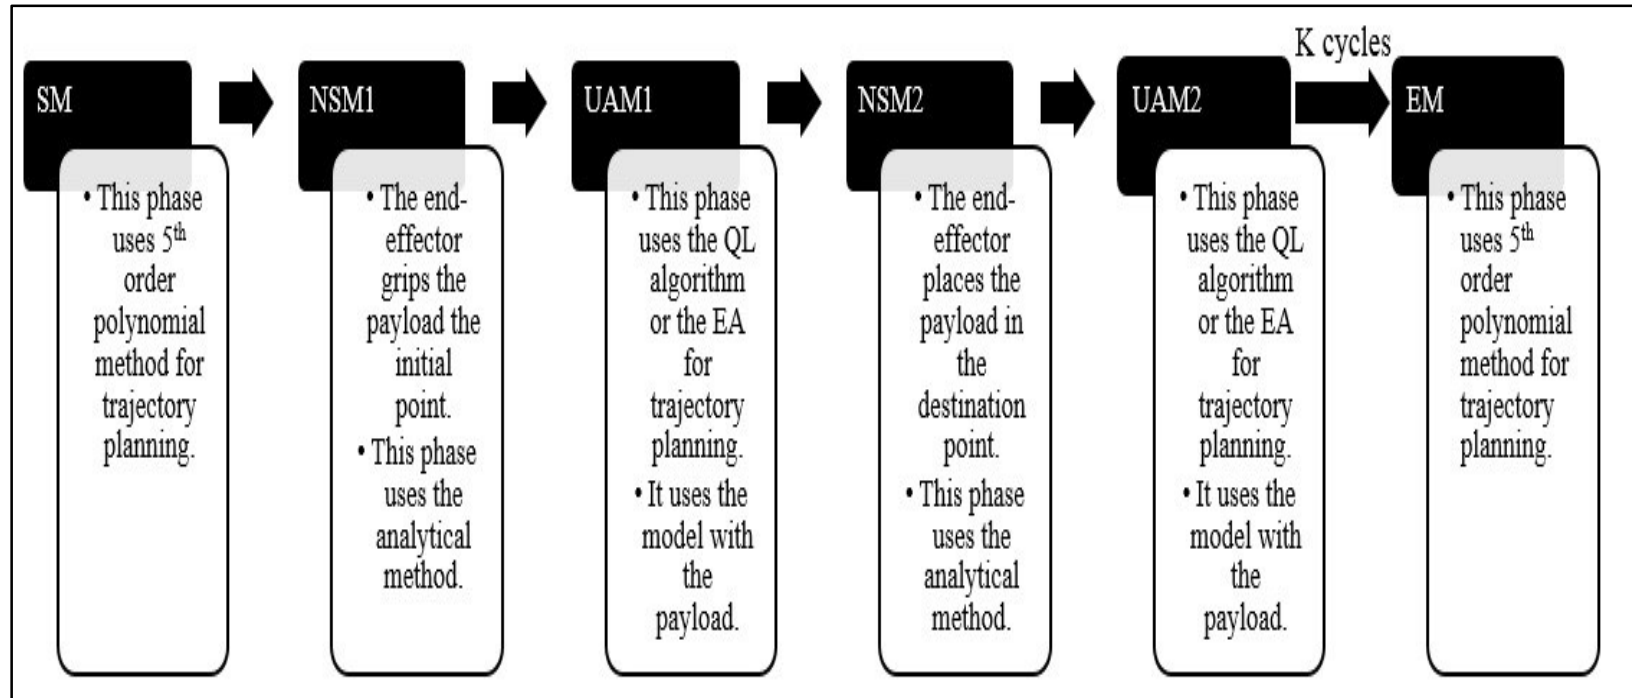 K cycles
SM
• This phase
uses 5th
order
polynomial
method for
trajectory
planning.
NSM1
• The end-
effector
grips the
payload the
initial
point.
• This phase
uses the
analytical
method.
UAM1
• This phase
uses the QL
algorithm
or the EA
for
trajectory
planning.
• It uses the
model with
the
payload.
NSM2
• The end-
effector
places the
payload in
the
destination
point.
• This phase
uses the
analytical
method.
UAM2
• This phase
uses the QL
algorithm
or the EA
for
trajectory
planning.
• It uses the
model with
the
payload.
EM
• This phase
uses 5th
order
polynomial
method for
trajectory
planning.